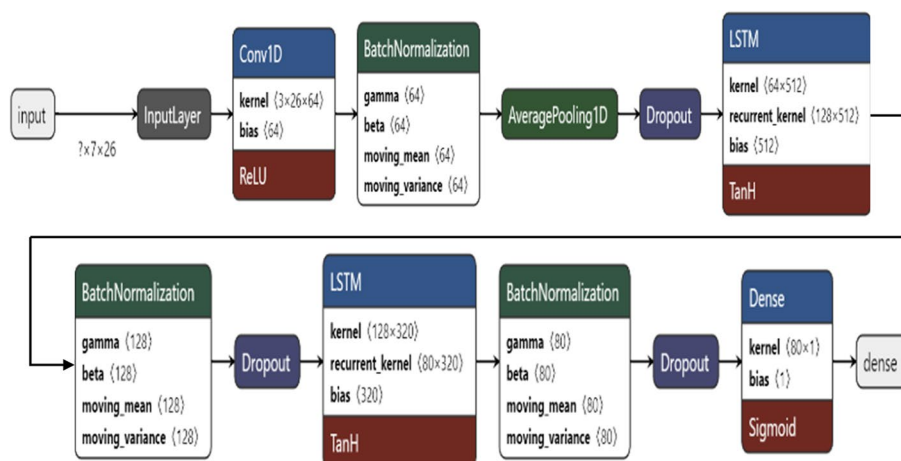 input
?×7×26
InputLayer
Conv1D
kernel ⟨3×26×64⟩
bias ⟨64⟩
ReLU
BatchNormalization
gamma ⟨64⟩
beta ⟨64⟩
moving_mean ⟨64⟩
moving_variance ⟨64⟩
AveragePooling1D
Dropout
LSTM
kernel ⟨64×512⟩
recurrent_kernel ⟨128×512⟩
bias ⟨512⟩
TanH
BatchNormalization
gamma ⟨128⟩
beta ⟨128⟩
moving_mean ⟨128⟩
moving_variance ⟨128⟩
Dropout
LSTM
kernel ⟨128×320⟩
recurrent_kernel ⟨80×320⟩
bias ⟨320⟩
TanH
BatchNormalization
gamma ⟨80⟩
beta ⟨80⟩
moving_mean ⟨80⟩
moving_variance ⟨80⟩
Dropout
Dense
kernel ⟨80×1⟩
bias ⟨1⟩
Sigmoid
dense